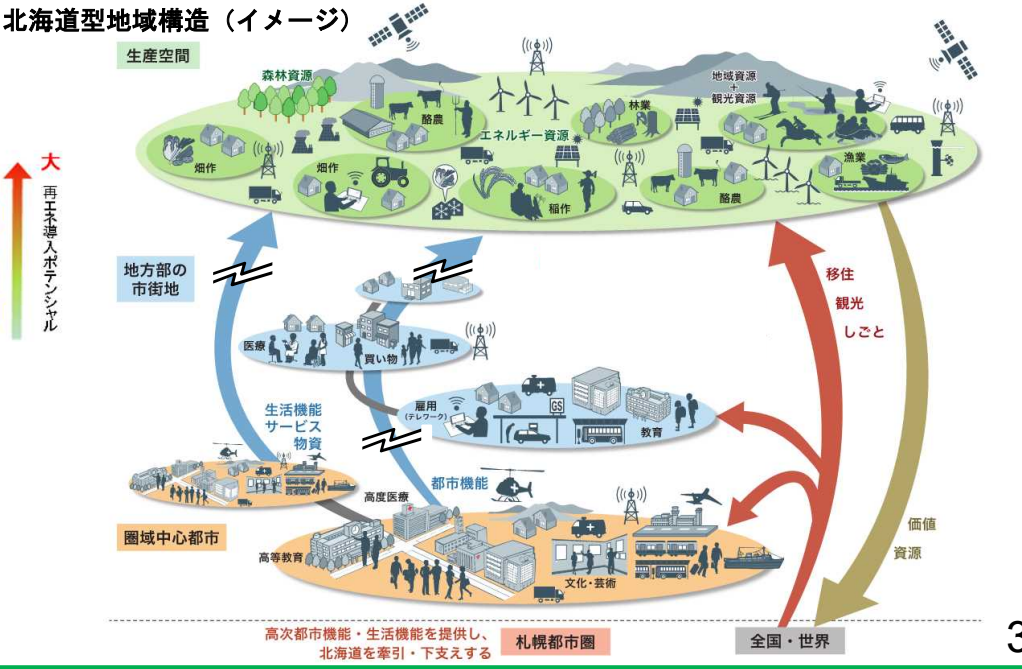 北海道型地域構造（イメージ）
生産空間
森林資源
酪農
エネルギー資源
林業
地域資源
+
観光資源
畑作
畑作
稲作
酪農
漁業
大
再エネ導入ポテンシャル
地方部の
市街地
移住
観光
しごと
医療
買い物
雇用
(テレワーク)
GS
教育
生活機能
サービス
物資
都市機能
高度医療
圏域中心都市
高等教育
文化・芸術
価値
資源
高次都市機能・生活機能を提供し、
北海道を牽引・下支えする
札幌都市圏
全国・世界
3